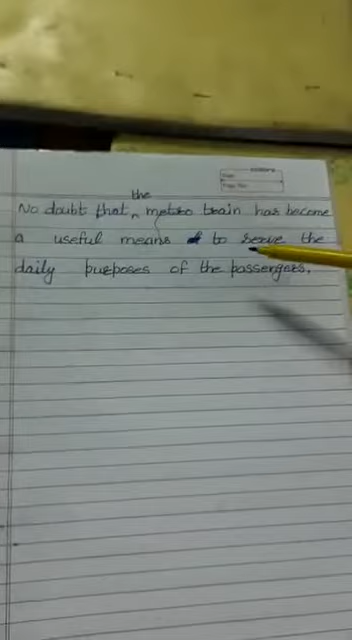 the
No doubt that, metro train has become
a useful means to serve the
daily purposes of the passengers.